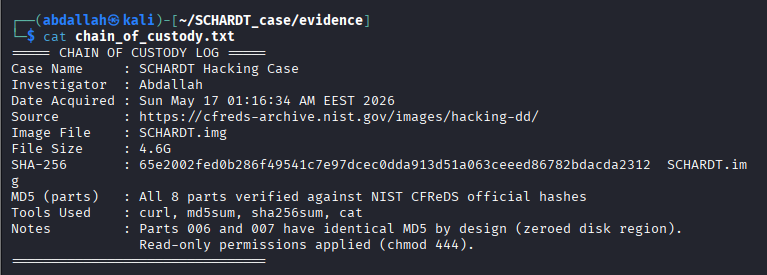 ┌──(abdallah㉿kali)-[~/SCHARDT_case/evidence]
└─$ cat chain_of_custody.txt
===== CHAIN OF CUSTODY LOG =====
Case Name     : SCHARDT Hacking Case
Investigator  : Abdallah
Date Acquired : Sun May 17 01:16:34 AM EEST 2026
Source        : https://cfreds-archive.nist.gov/images/hacking-dd/
Image File    : SCHARDT.img
File Size     : 4.6G
SHA-256       : 65e2002fed0b286f49541c7e97dcec0dda913d51a063ceeed86782bdacda2312  SCHARDT.im
g
MD5 (parts)   : All 8 parts verified against NIST CFReDS official hashes
Tools Used    : curl, md5sum, sha256sum, cat
Notes         : Parts 006 and 007 have identical MD5 by design (zeroed disk region).
                Read-only permissions applied (chmod 444).
================================